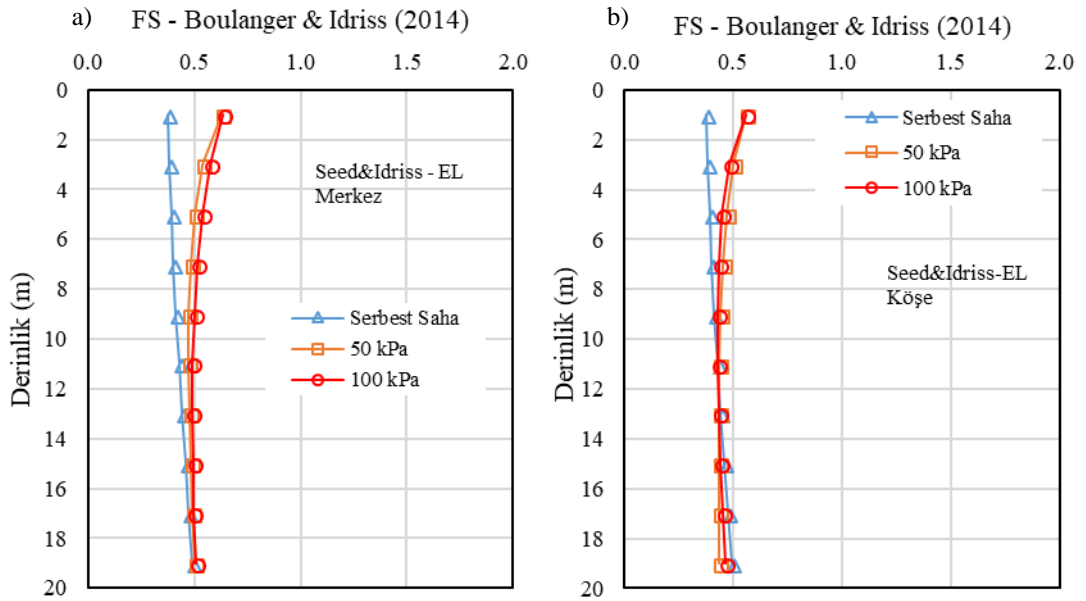 a)
FS - Boulanger & Idriss (2014)
0.0 0.5 1.0 1.5 2.0
0
2
4
6
8
10
12
14
16
18
20
Derinlik (m)
Seed&Idriss - EL
Merkez
Serbest Saha
50 kPa
100 kPa
b)
FS - Boulanger & Idriss (2014)
0.0 0.5 1.0 1.5 2.0
0
2
4
6
8
10
12
14
16
18
20
Derinlik (m)
Serbest Saha
50 kPa
100 kPa
Seed&Idriss-EL
Köşe